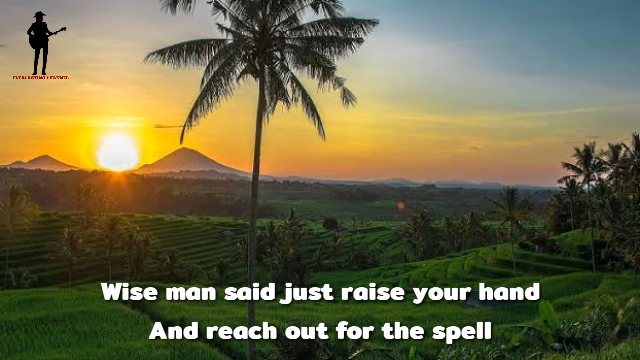 Wise man said just raise your hand
And reach out for the spell